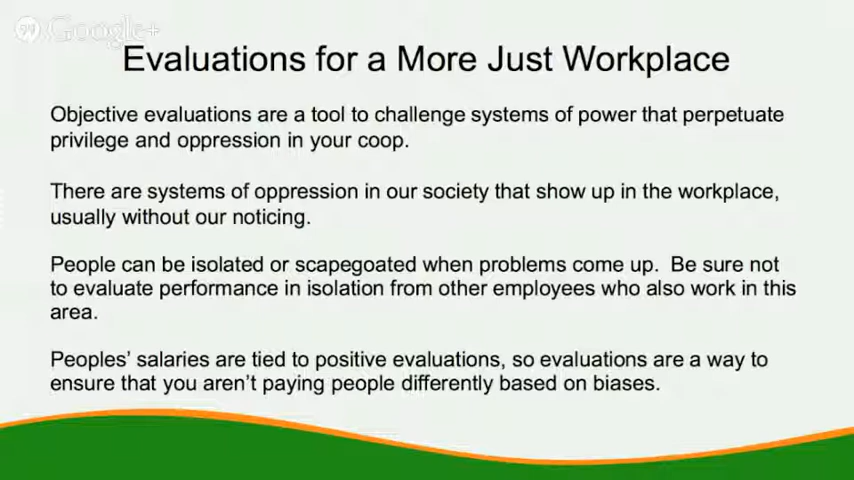 Google+
Evaluations for a More Just Workplace
Objective evaluations are a tool to challenge systems of power that perpetuate
privilege and oppression in your coop.
There are systems of oppression in our society that show up in the workplace,
usually without our noticing.
People can be isolated or scapegoated when problems come up.  Be sure not
to evaluate performance in isolation from other employees who also work in this
area.
Peoples’ salaries are tied to positive evaluations, so evaluations are a way to
ensure that you aren’t paying people differently based on biases.